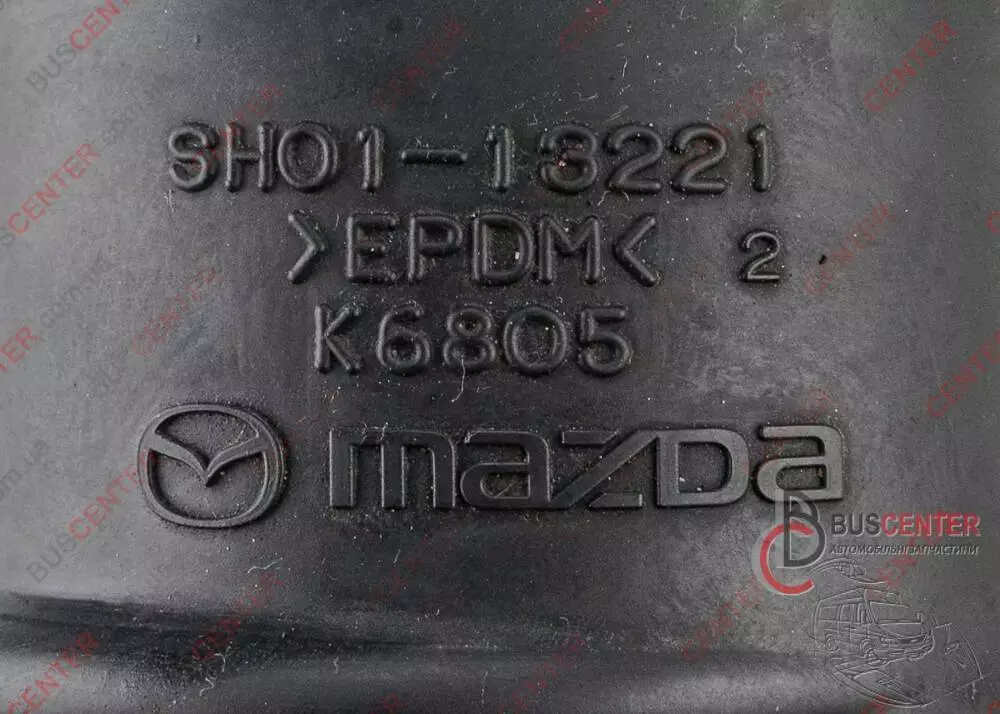 SH01-13221
>EPDM< 2
K6805
mazda
BUSCENTER
АВТОМОБІЛЬНІ ЗАПЧАСТИНИ